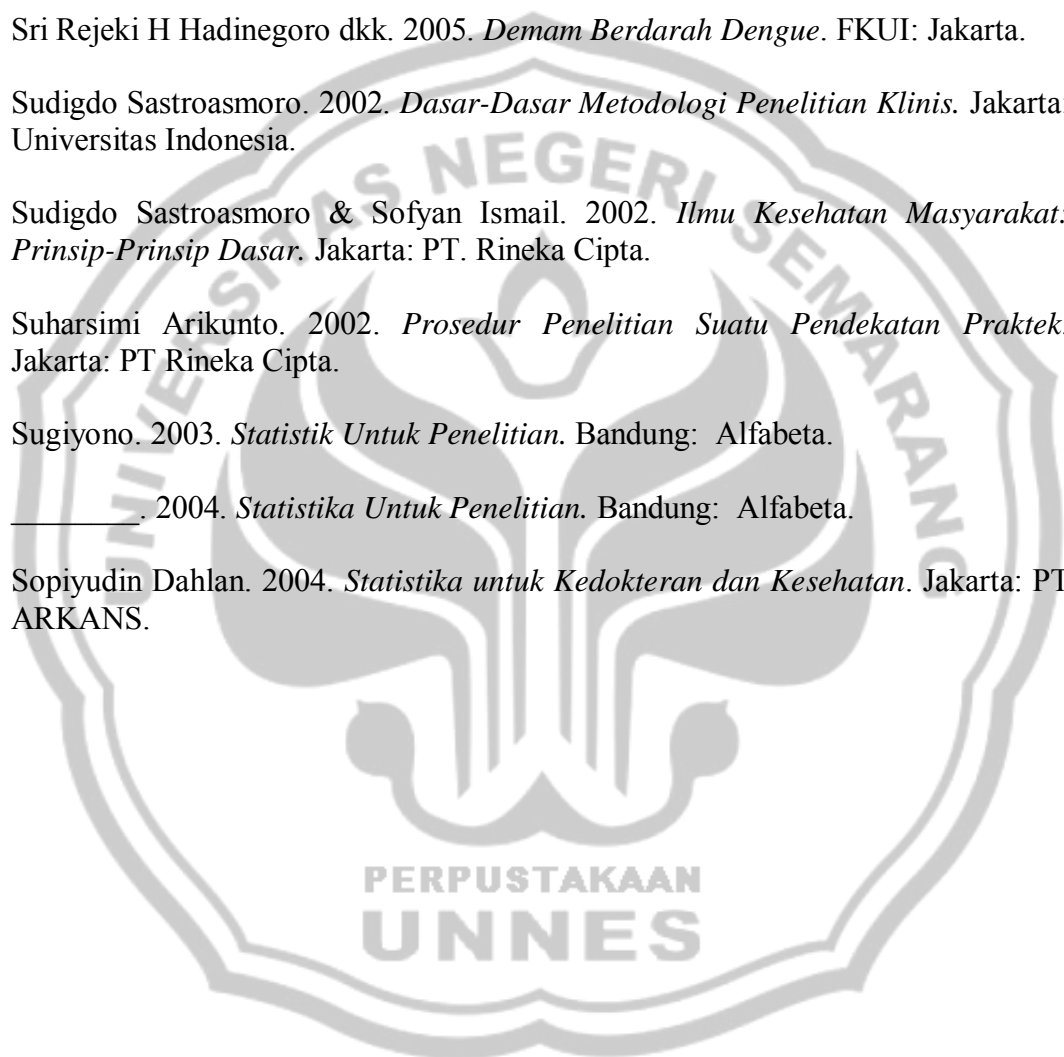 Sri Rejeki H Hadinegoro dkk. 2005. Demam Berdarah Dengue. FKUI: Jakarta.
Sudigdo Sastroasmoro. 2002. Dasar-Dasar Metodologi Penelitian Klinis. Jakarta
Universitas Indonesia.
Sudigdo Sastroasmoro & Sofyan Ismail. 2002. Ilmu Kesehatan Masyarakat:
Prinsip-Prinsip Dasar. Jakarta: PT. Rineka Cipta.
Suharsimi Arikunto. 2002. Prosedur Penelitian Suatu Pendekatan Praktek.
Jakarta: PT Rineka Cipta.
Sugiyono. 2003. Statistik Untuk Penelitian. Bandung: Alfabeta.
________. 2004. Statistika Untuk Penelitian. Bandung: Alfabeta.
Sopiyudin Dahlan. 2004. Statistika untuk Kedokteran dan Kesehatan. Jakarta: PT
ARKANS.
UNIVERSITAS NEGERI SEMARANG
PERPUSTAKAAN
UNNES